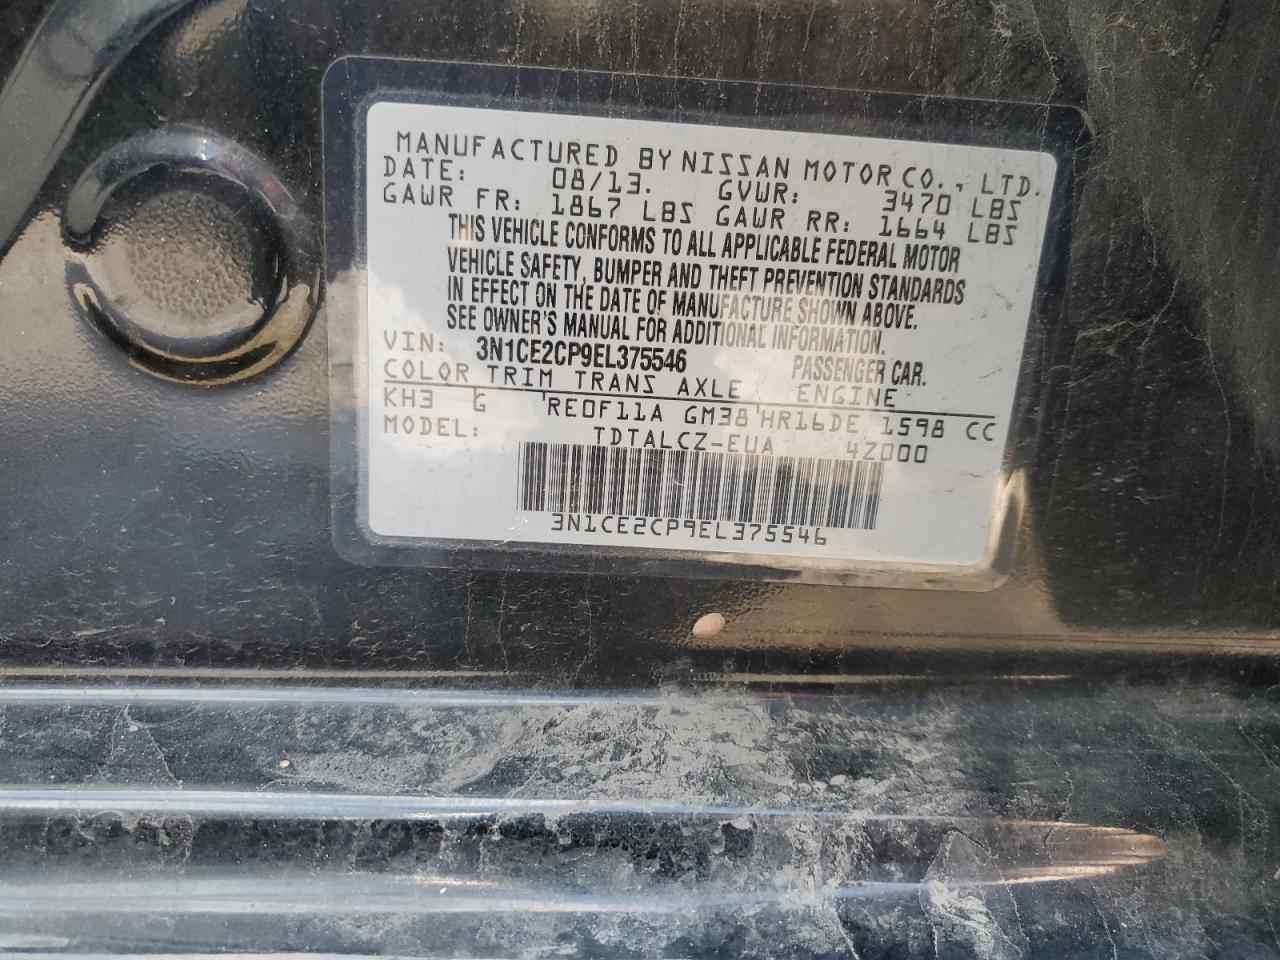 MANUFACTURED BY NISSAN MOTOR CO., LTD.
DATE: 08/13. GVWR: 3470 LBS
GAWR FR: 1867 LBS GAWR RR: 1664 LBS
THIS VEHICLE CONFORMS TO ALL APPLICABLE FEDERAL MOTOR
VEHICLE SAFETY, BUMPER AND THEFT PREVENTION STANDARDS
IN EFFECT ON THE DATE OF MANUFACTURE SHOWN ABOVE.
SEE OWNER'S MANUAL FOR ADDITIONAL INFORMATION.
VIN: 3N1CE2CP9EL375546 PASSENGER CAR.
COLOR TRIM TRANS AXLE ENGINE
KH3 G 'RE0F11A GM38'HR16DE 1598 CC
MODEL: TDTALCZ-EUA 4Z000
3N1CE2CP9EL375546